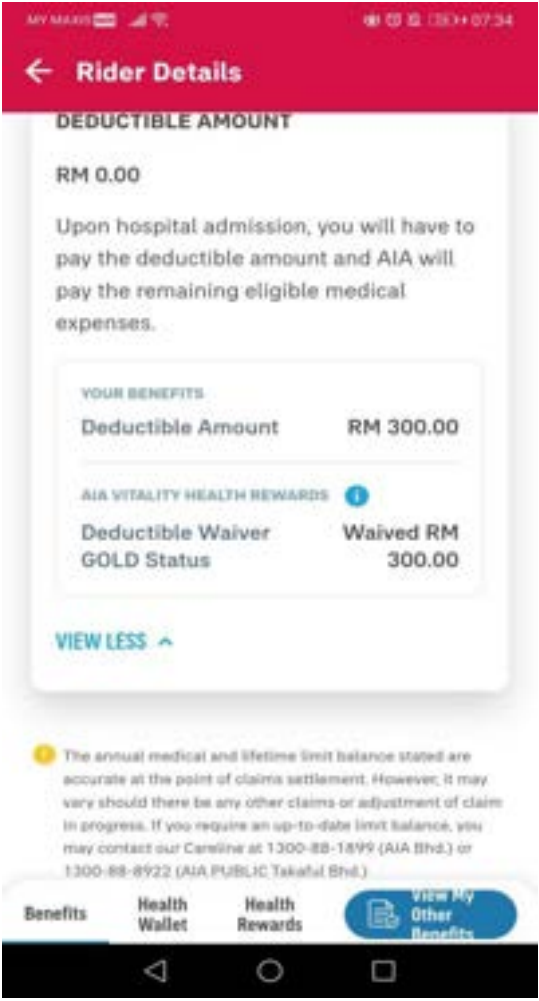 MY MAXIS
07:34
Rider Details
DEDUCTIBLE AMOUNT
RM 0.00
Upon hospital admission, you will have to
pay the deductible amount and AIA will
pay the remaining eligible medical
expenses.
YOUR BENEFITS
Deductible Amount RM 300.00
AIA VITALITY HEALTH REWARDS
Deductible Waiver Waived RM
GOLD Status 300.00
VIEW LESS
The annual medical and lifetime limit balance stated are
accurate at the point of claims settlement. However, it may
vary should there be any other claims or adjustment of claim
in progress. If you require an up-to-date limit balance, you
may contact our Careline at 1300-88-1899 (AIA Bhd.) or
1300-88-8922 (AIA PUBLIC Takaful Bhd.)
Benefits
Health
Wallet
Health
Rewards
View My
Other
Benefits